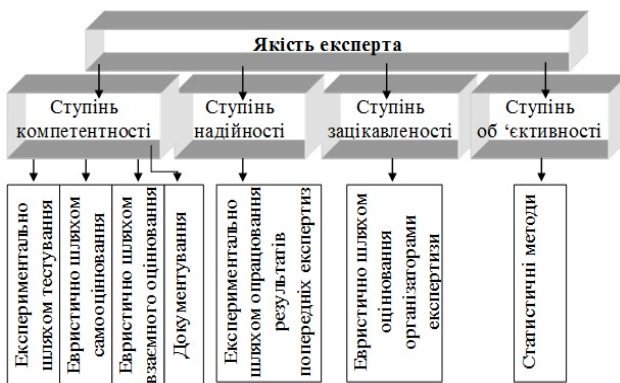 Якість експерта
Ступінь
компетентності
Ступінь
надійності
Ступінь
зацікавленості
Ступінь
об ‘єктивності
Експериментально
шляхом тестування
Евристично шляхом
самооцінювання
Евристично шляхом
взаємного оцінювання
Документування
Експериментально
шляхом опрацювання
результатів
попередніх експертиз
Евристично шляхом
оцінювання
організаторами
експертизи
Статистичні методи